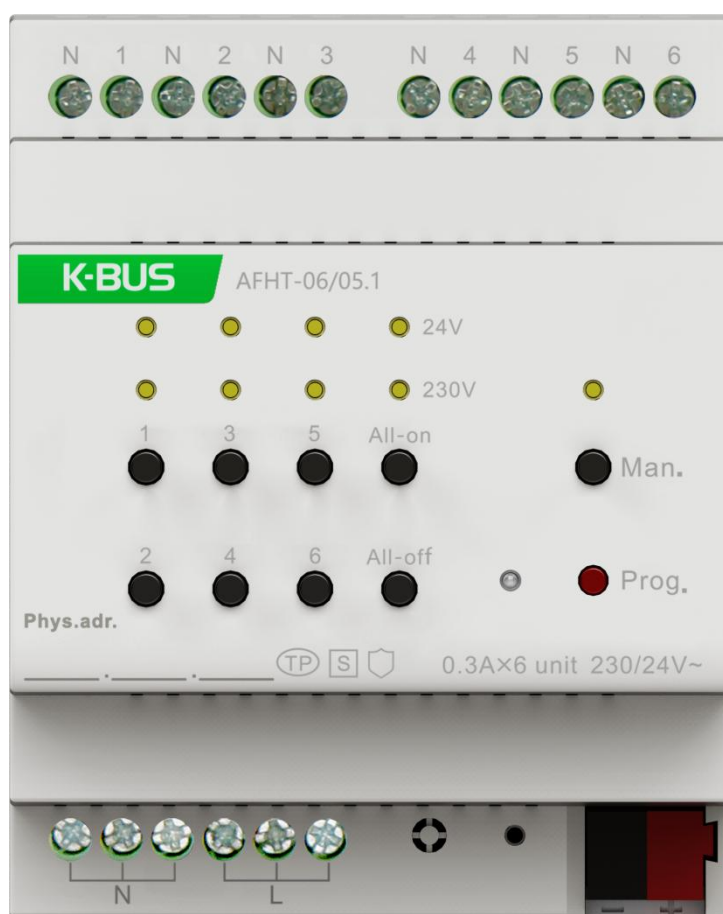 N 1 N 2 N 3 N 4 N 5 N 6
K-BUS AFHT-06/05.1
24V
230V
1 3 5 All-on Man.
2 4 6 All-off Prog.
Phys.adr.
TP S 0.3A×6 unit 230/24V~
N L
- +